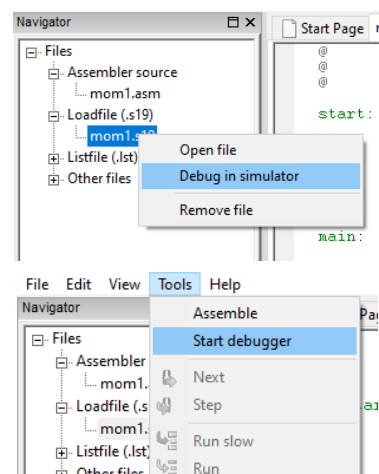 Navigator
Start Page
Files
@
Assembler source
@
mom1.asm
@
Loadfile (.s19)
start:
mom1.s19
Open file
Listfile (.lst)
Debug in simulator
Other files
Remove file
main:
File Edit View Tools Help
Navigator
Assemble
Files
Start debugger
Assembler
mom1.
Next
Loadfile (.s
Step
mom1.
Run slow
Listfile (.lst)
Other files
Run